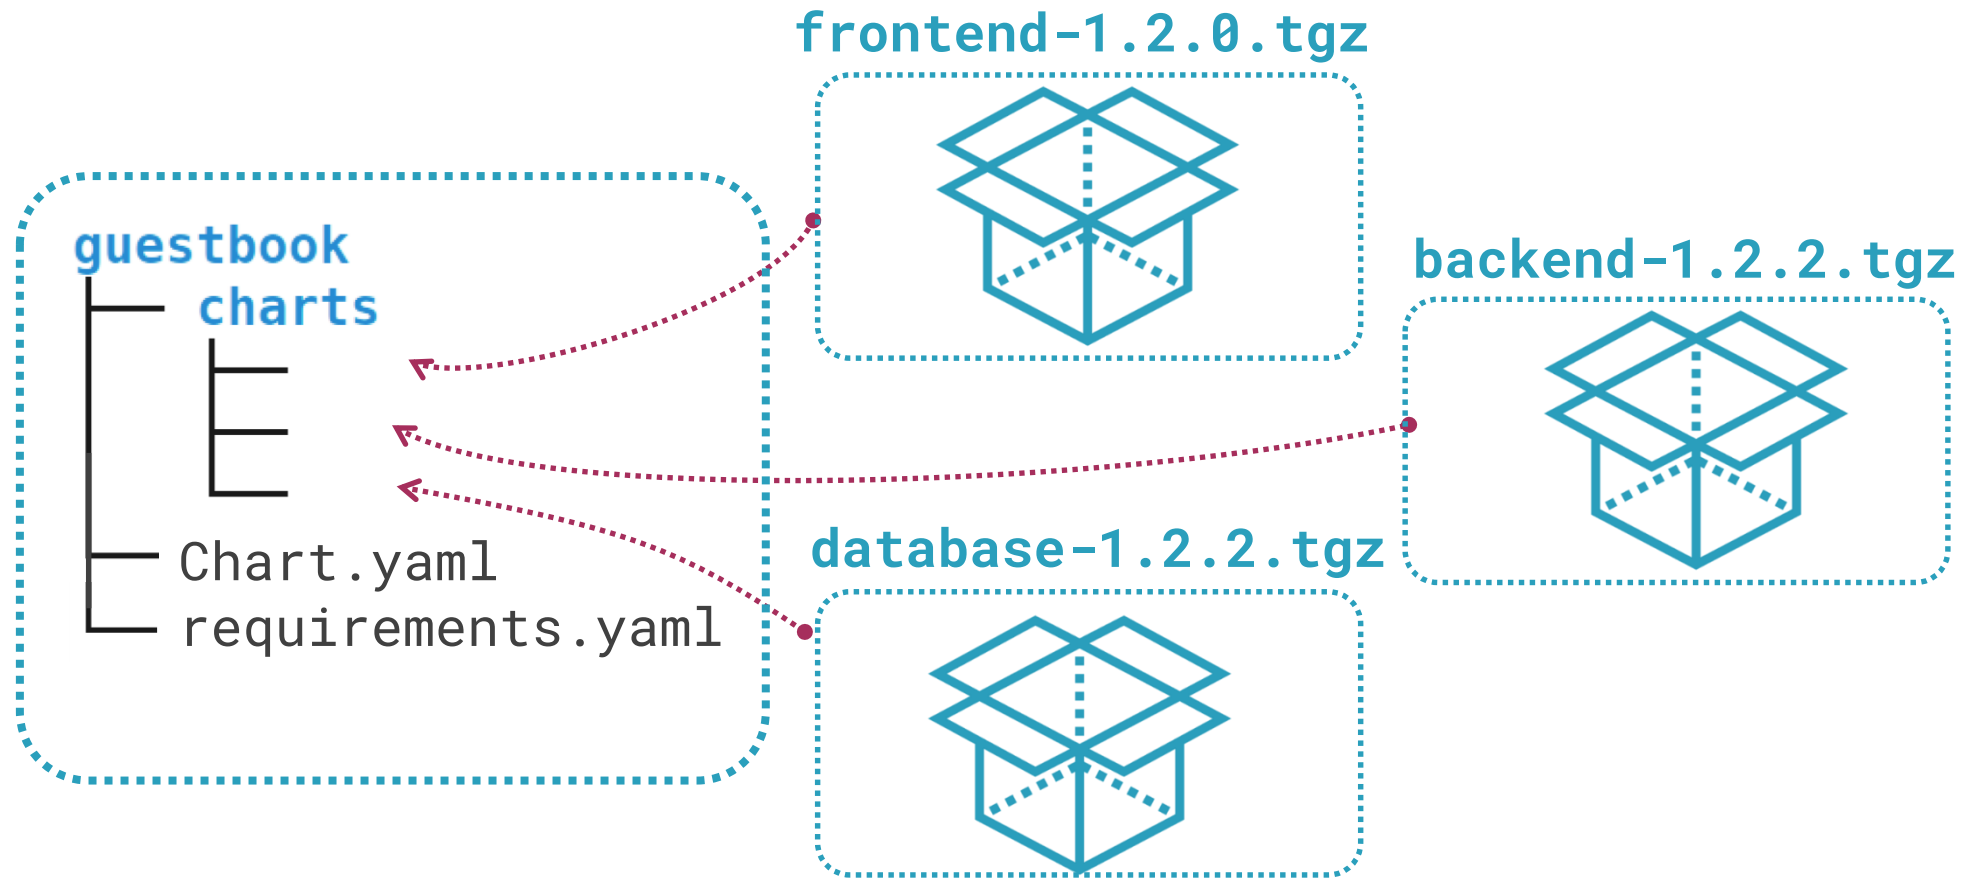 frontend-1.2.0.tgz
guestbook
charts
backend-1.2.2.tgz
database-1.2.2.tgz
Chart.yaml
requirements.yaml